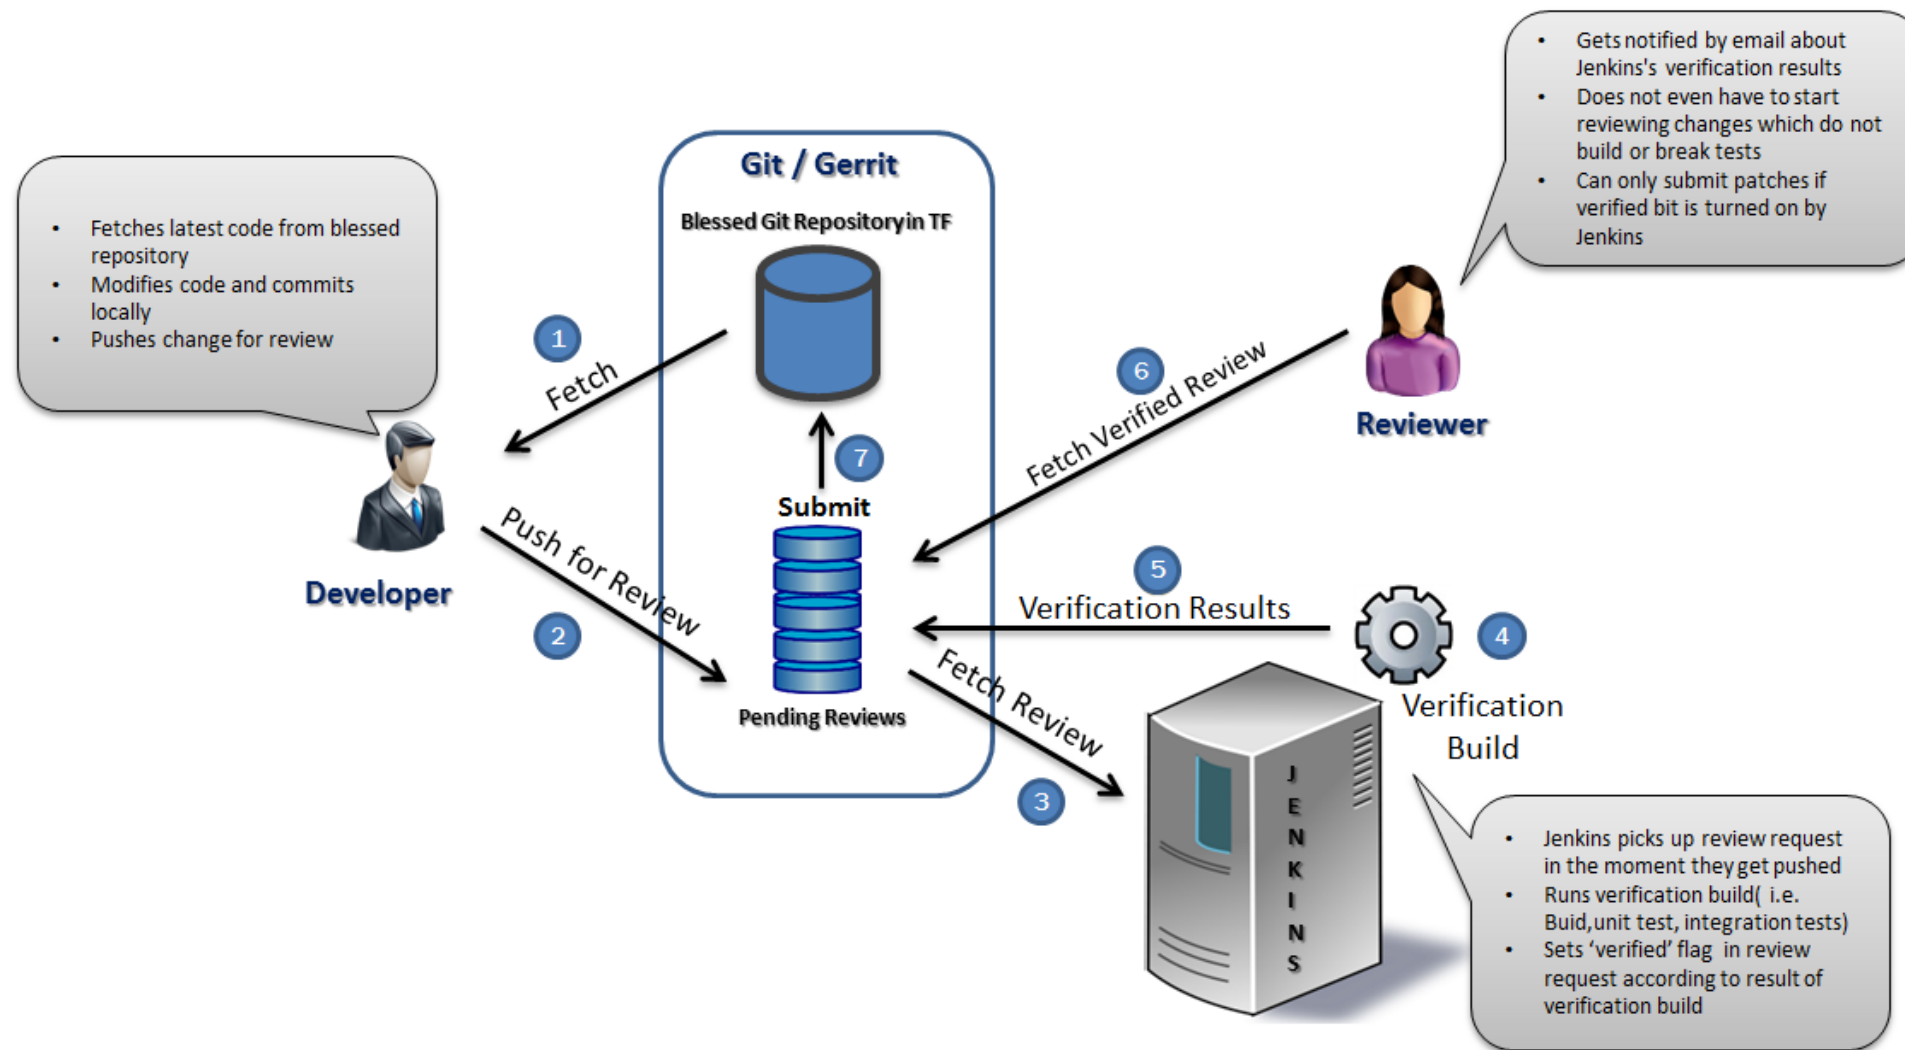 • Gets notified by email about
Jenkins's verification results
• Does not even have to start
reviewing changes which do not
build or break tests
• Can only submit patches if
verified bit is turned on by
Jenkins
• Fetches latest code from blessed
repository
• Modifies code and commits
locally
• Pushes change for review
Git / Gerrit
Blessed Git Repositoryin TF
1
Fetch
6
Fetch Verified Review
Reviewer
7
Submit
Developer
Push for Review
2
5
Verification Results
4
Verification
Build
Pending Reviews
Fetch Review
3
JENKINS
• Jenkins picks up review request
in the moment they get pushed
• Runs verification build( i.e.
Buid,unit test, integration tests)
• Sets ‘verified’ flag in review
request according to result of
verification build